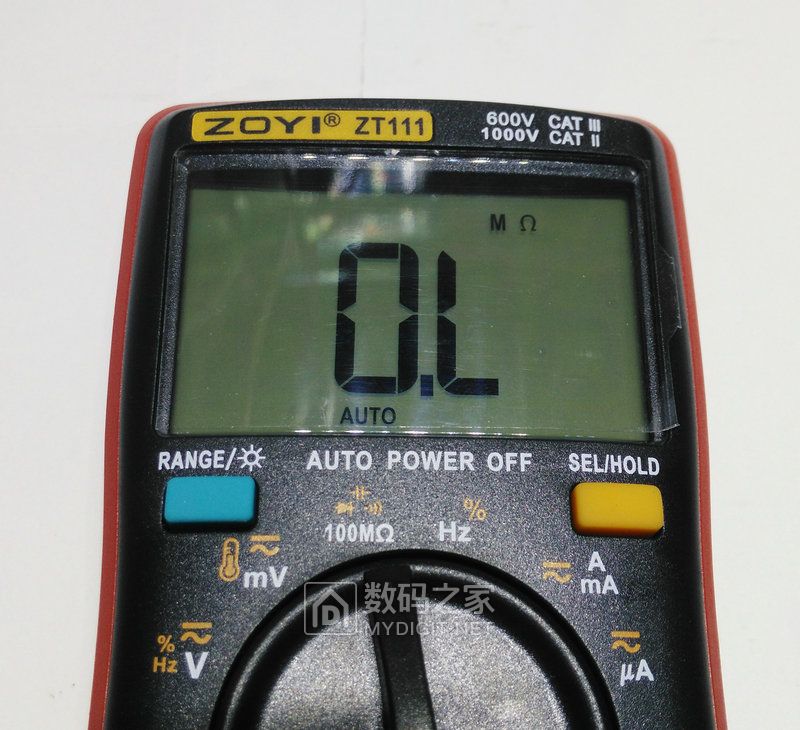 ZOYI® ZT111
600V CAT III
1000V CAT II
M Ω
0.L
AUTO
RANGE/
AUTO POWER OFF
SEL/HOLD
100MΩ
Hz %
mV
A
mA
%
Hz V
μA
数码之家
MYDIGIT.NET